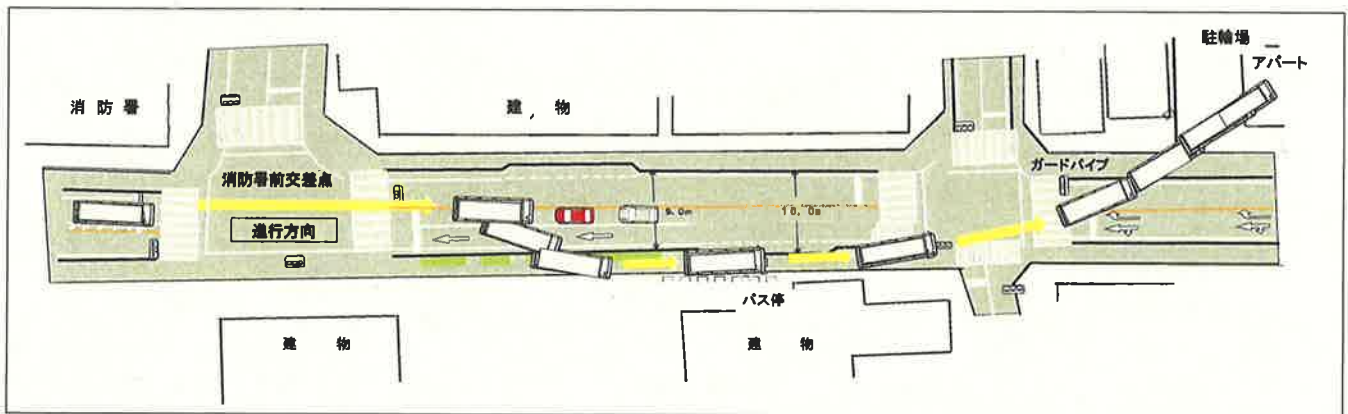 駐輪場
アパート
消防署
建物
ガードパイプ
消防署前交差点
進行方向
9.0m
10.0m
バス停
建物
建物